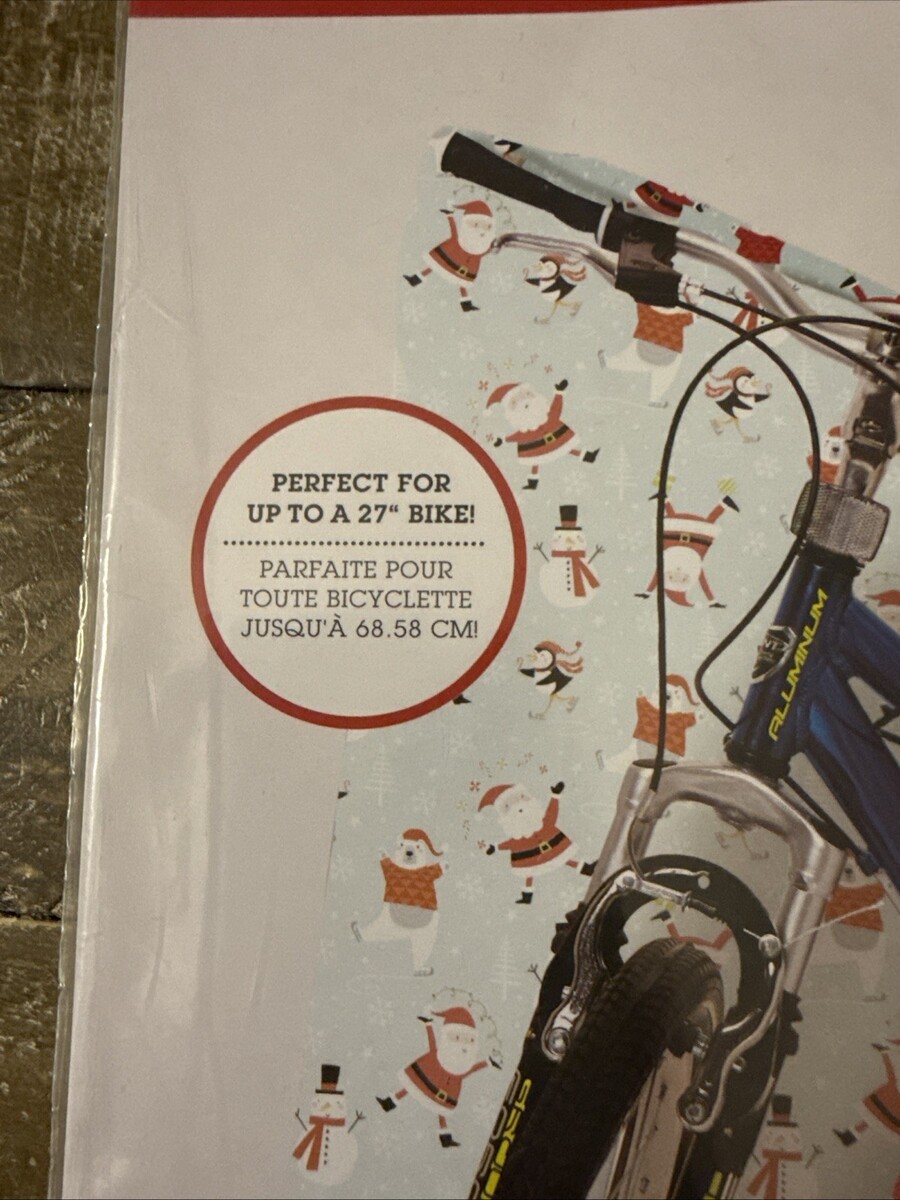 PERFECT FOR
UP TO A 27“ BIKE!
PARFAITE POUR
TOUTE BICYCLETTE
JUSQU'À 68.58 CM!
ALUMINUM